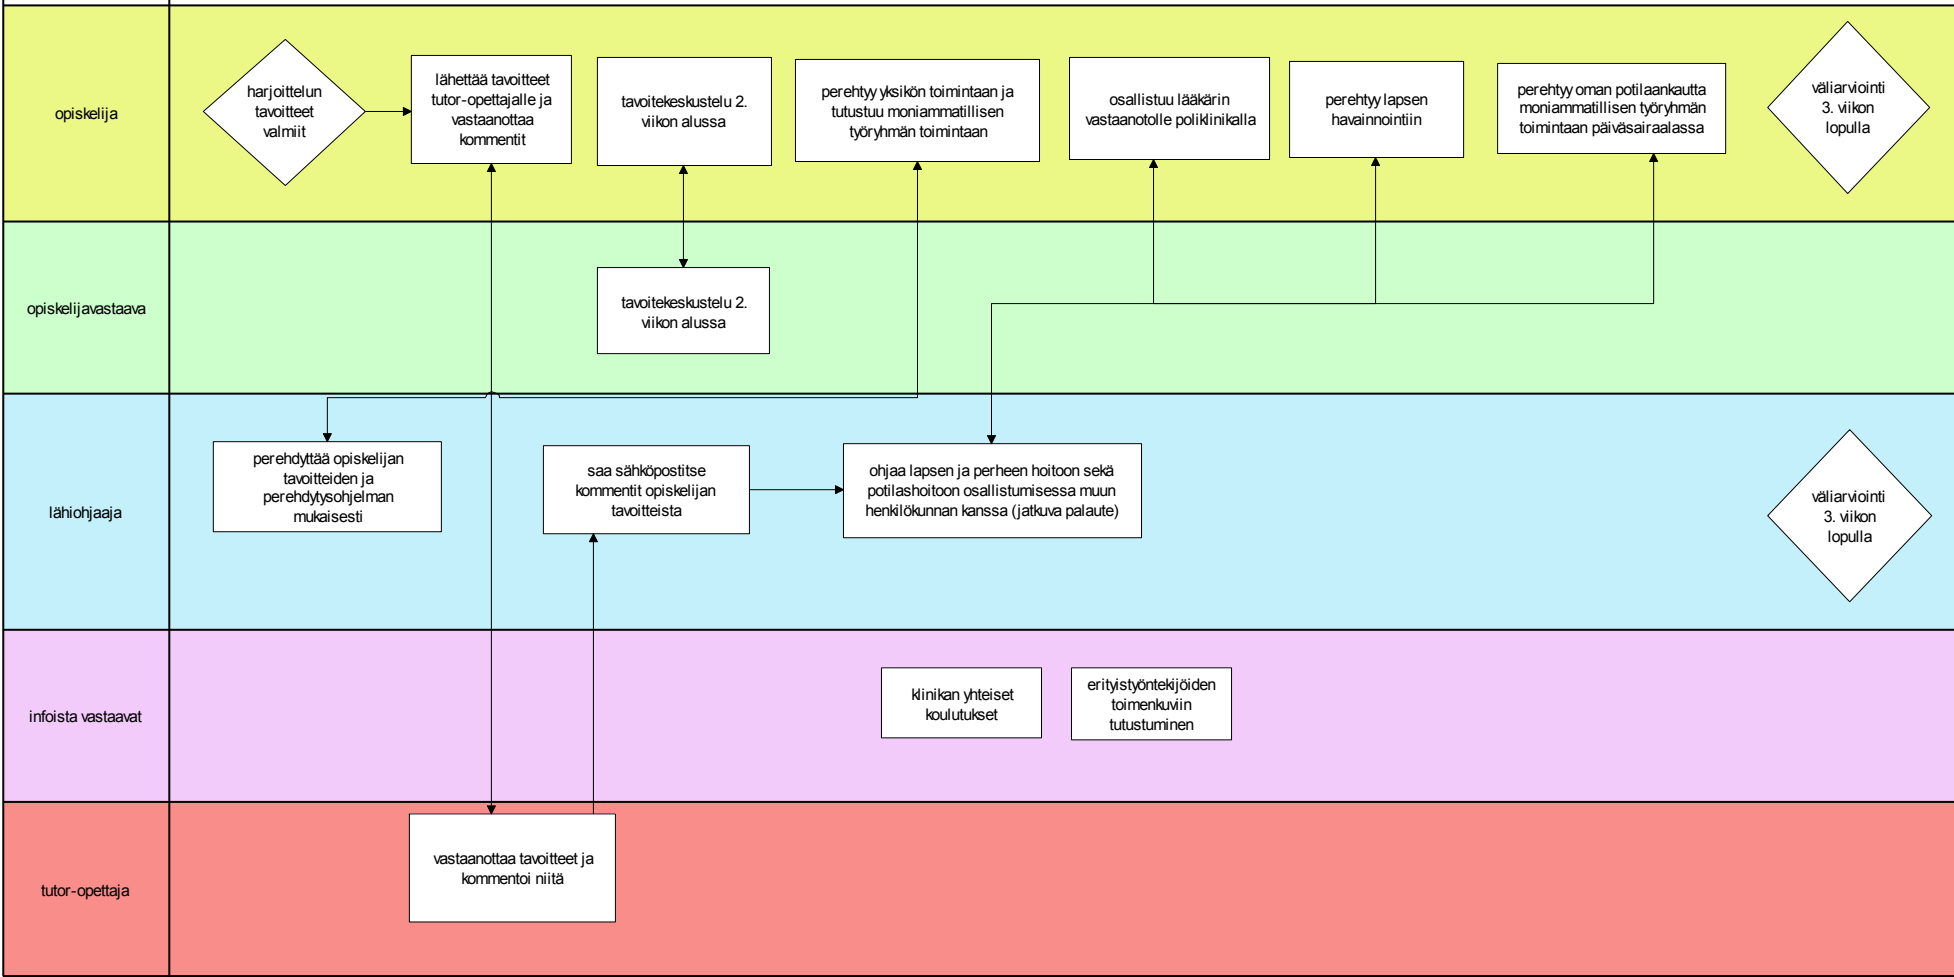 opiskelija
harjoittelun
tavoitteet
valmiit
lähettää tavoitteet
tutor-opettajalle ja
vastaanottaa
kommentit
tavoitekeskustelu 2.
viikon alussa
perehtyy yksikön toimintaan ja
tutustuu moniammatillisen
työryhmän toimintaan
osallistuu lääkärin
vastaanotolle poliklinikalla
perehtyy lapsen
havainnointiin
perehtyy oman potilaankautta
moniammatillisen työryhmän
toimintaan päiväsairaalassa
väliarviointi
3. viikon
lopulla
opiskelijavastaava
tavoitekeskustelu 2.
viikon alussa
lähiohjaaja
perehdyttää opiskelijan
tavoitteiden ja
perehdytysohjelman
mukaisesti
saa sähköpostitse
kommentit opiskelijan
tavoitteista
ohjaa lapsen ja perheen hoitoon sekä
potilashoitoon osallistumisessa muun
henkilökunnan kanssa (jatkuva palaute)
väliarviointi
3. viikon
lopulla
infoista vastaavat
klinikan yhteiset
koulutukset
erityistyöntekijöiden
toimenkuviin
tutustuminen
tutor-opettaja
vastaanottaa tavoitteet ja
kommentoi niitä